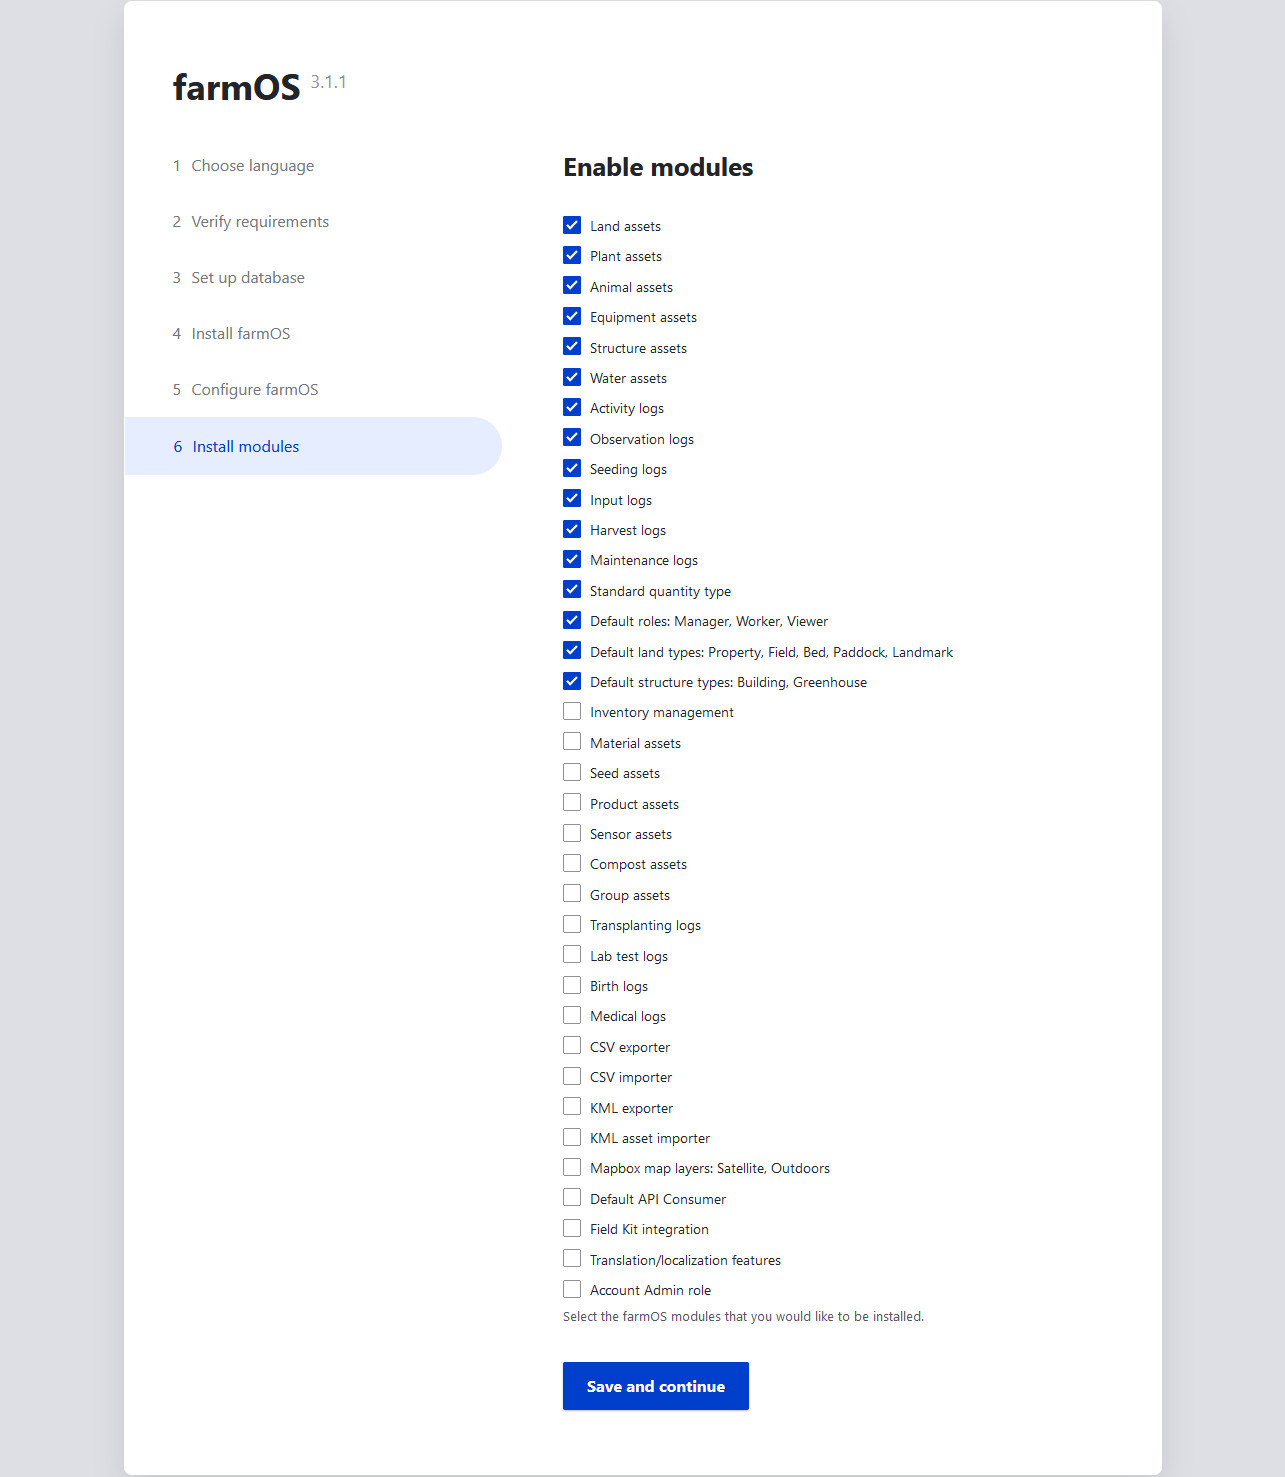 farmOS 3.1.1
1 Choose language
2 Verify requirements
3 Set up database
4 Install farmOS
5 Configure farmOS
6 Install modules
Enable modules
Land assets
Plant assets
Animal assets
Equipment assets
Structure assets
Water assets
Activity logs
Observation logs
Seeding logs
Input logs
Harvest logs
Maintenance logs
Standard quantity type
Default roles: Manager, Worker, Viewer
Default land types: Property, Field, Bed, Paddock, Landmark
Default structure types: Building, Greenhouse
Inventory management
Material assets
Seed assets
Product assets
Sensor assets
Compost assets
Group assets
Transplanting logs
Lab test logs
Birth logs
Medical logs
CSV exporter
CSV importer
KML exporter
KML asset importer
Mapbox map layers: Satellite, Outdoors
Default API Consumer
Field Kit integration
Translation/localization features
Account Admin role
Select the farmOS modules that you would like to be installed.
Save and continue